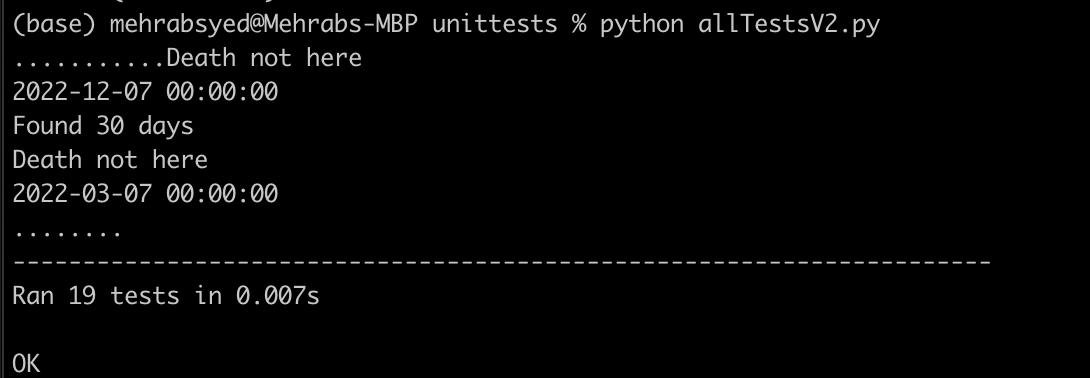 (base) mehrabsyed@Mehrabs-MBP unittests % python allTestsV2.py
...........Death not here
2022-12-07 00:00:00
Found 30 days
Death not here
2022-03-07 00:00:00
........
----------------------------------------------------------------------
Ran 19 tests in 0.007s
OK